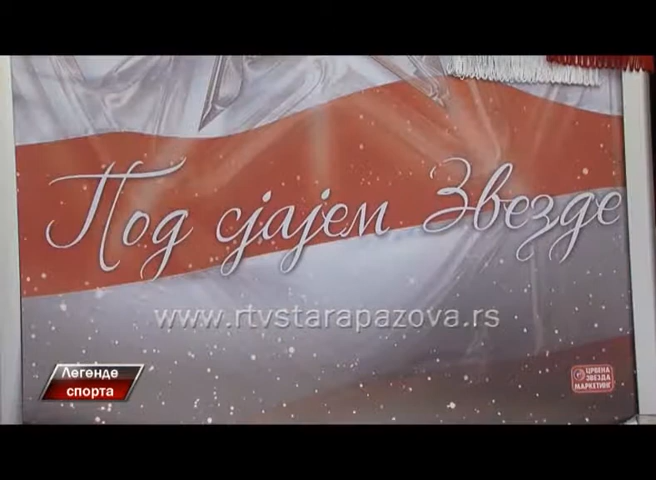 Под сјајем Звезде
www.rtvstarapazova.rs
Легенде
спорта
ЦРВЕНА
ЗВЕЗДА
МАРКЕТИНГ